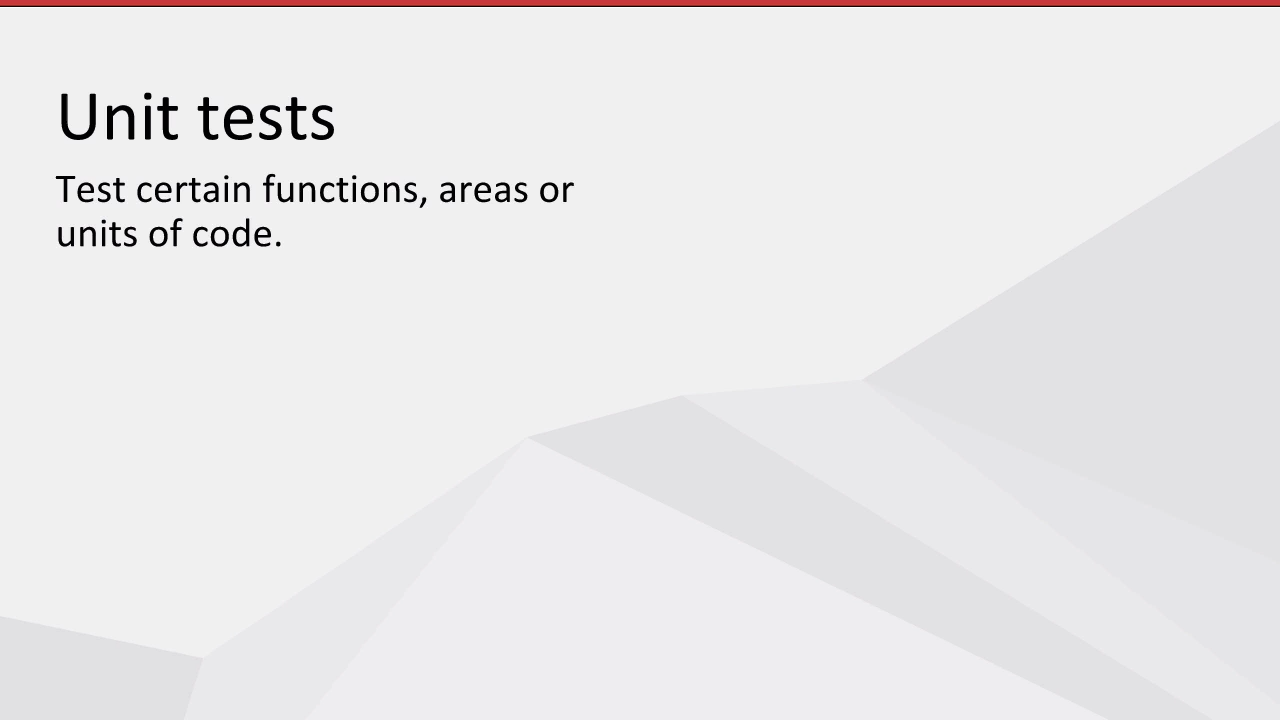 Unit tests
Test certain functions, areas or
units of code.